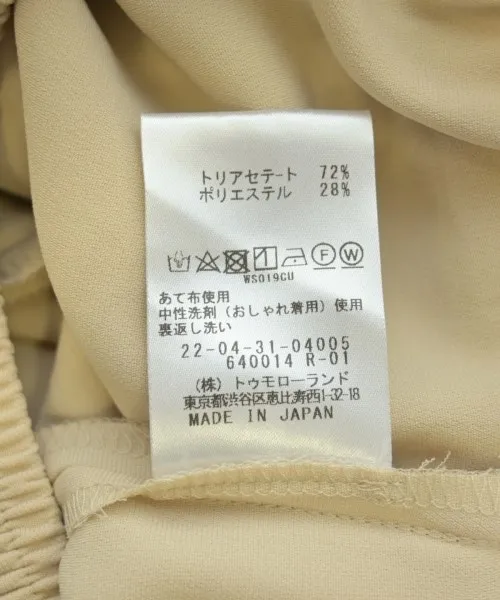 トリアセテート 72%
ポリエステル 28%
F W
WS019CU
あて布使用
中性洗剤（おしゃれ着用）使用
裏返し洗い
22-04-31-04005
640014 R-01
（株）トゥモローランド
東京都渋谷区恵比寿西1-32-18
MADE IN JAPAN